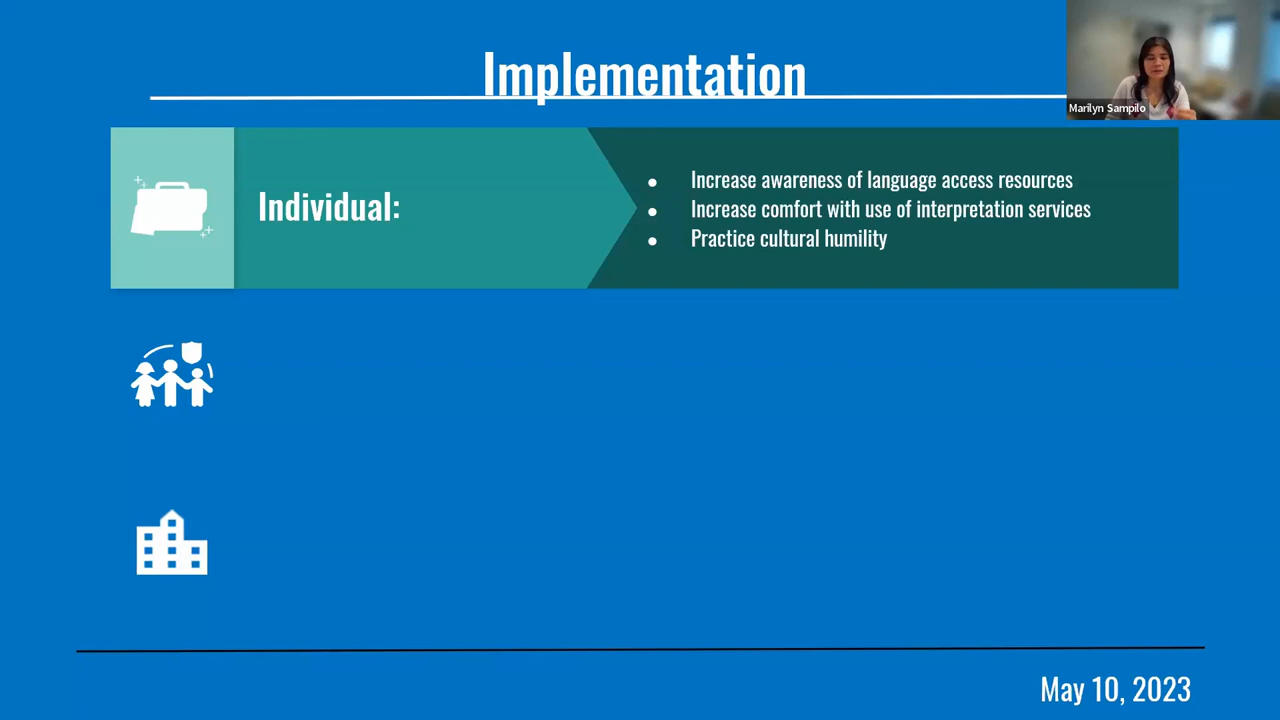 Implementation
Marilyn Sampilo
Individual:
● Increase awareness of language access resources
● Increase comfort with use of interpretation services
● Practice cultural humility
May 10, 2023